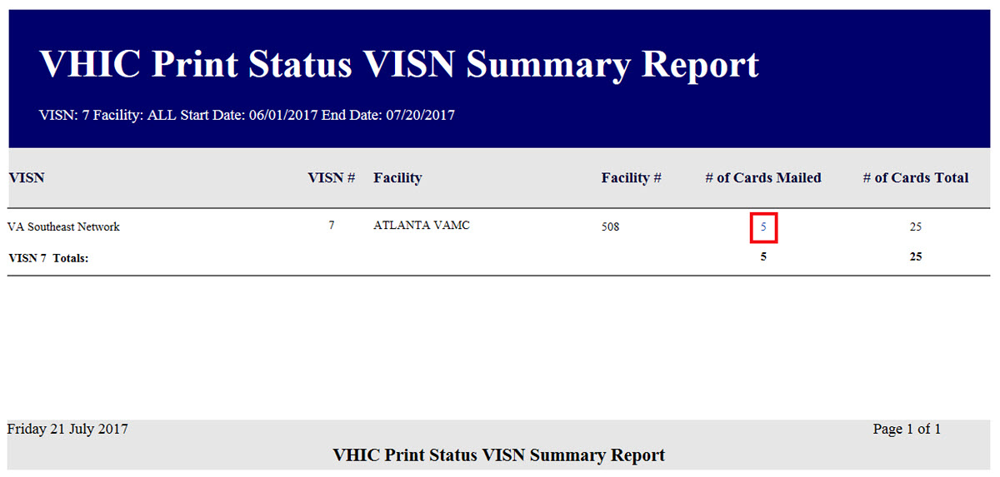 VHIC Print Status VISN Summary Report
VISN: 7 Facility: ALL Start Date: 06/01/2017 End Date: 07/20/2017
VISN VISN # Facility Facility # # of Cards Mailed # of Cards Total
VA Southeast Network 7 ATLANTA VAMC 508 5 25
VISN 7 Totals: 5 25
Friday 21 July 2017 Page 1 of 1
VHIC Print Status VISN Summary Report